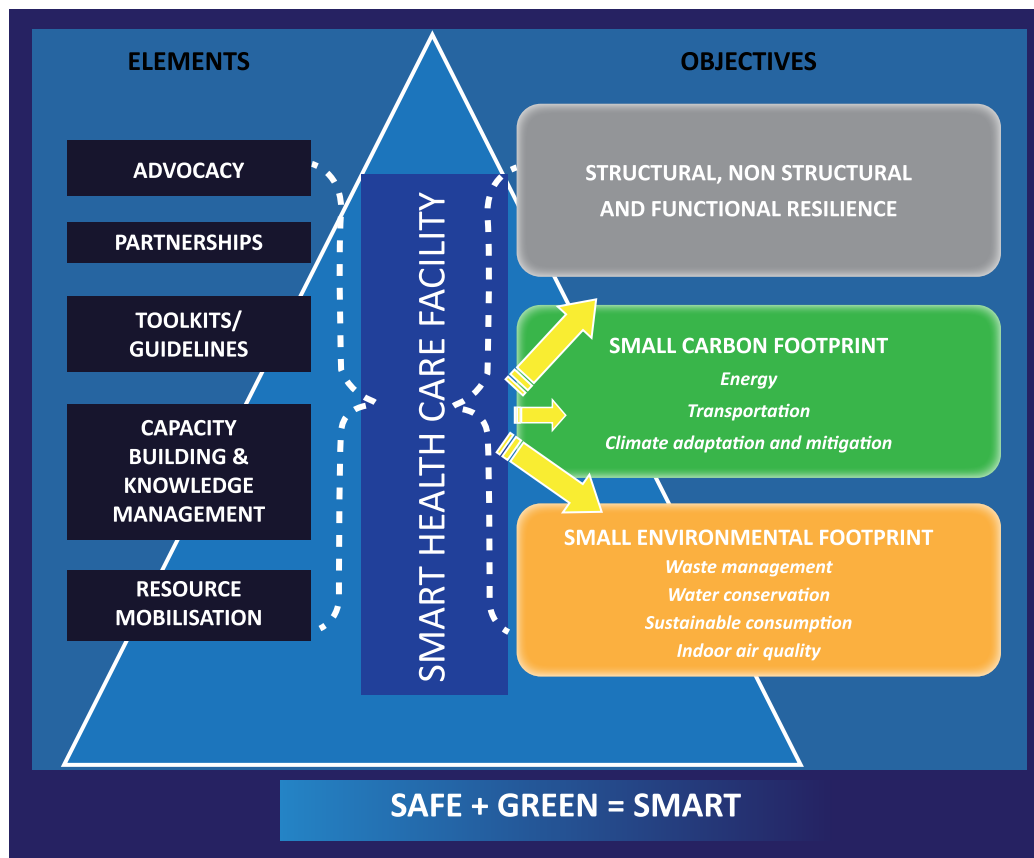 ELEMENTS
ADVOCACY
PARTNERSHIPS
TOOLKITS/
GUIDELINES
CAPACITY
BUILDING &
KNOWLEDGE
MANAGEMENT
RESOURCE
MOBILISATION
SMART HEALTH CARE FACILITY
OBJECTIVES
STRUCTURAL, NON STRUCTURAL
AND FUNCTIONAL RESILIENCE
SMALL CARBON FOOTPRINT
Energy
Transportation
Climate adaptation and mitigation
SMALL ENVIRONMENTAL FOOTPRINT
Waste management
Water conservation
Sustainable consumption
Indoor air quality
SAFE + GREEN = SMART